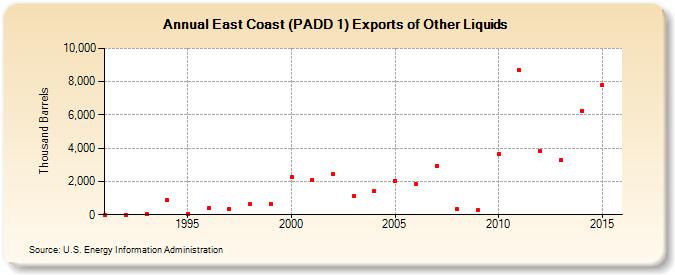 Annual East Coast (PADD 1) Exports of Other Liquids
Thousand Barrels
10,000
8,000
6,000
4,000
2,000
0
1995 2000 2005 2010 2015
Source: U.S. Energy Information Administration